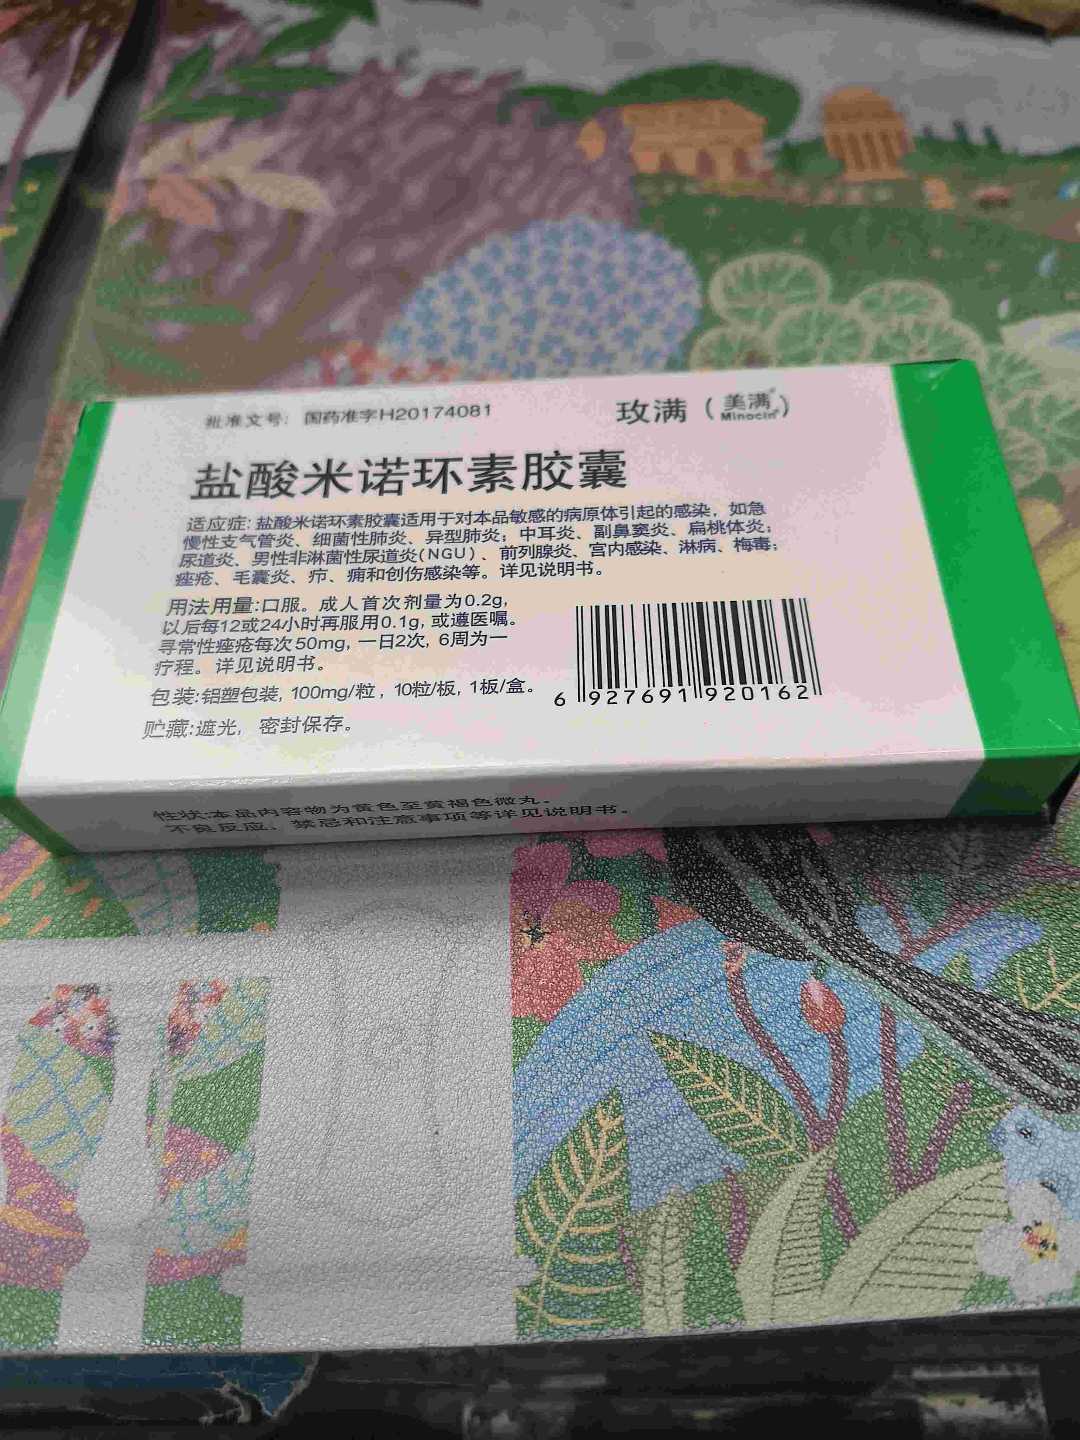 批准文号：国药准字H20174081
玫满（美满®）
Minocin®
盐酸米诺环素胶囊
适应症:盐酸米诺环素胶囊适用于对本品敏感的病原体引起的感染，如急
慢性支气管炎、细菌性肺炎、异型肺炎；中耳炎、副鼻窦炎、扁桃体炎；
尿道炎、男性非淋菌性尿道炎(NGU)、前列腺炎、宫内感染、淋病、梅毒；
痤疮、毛囊炎、疖、痈和创伤感染等。详见说明书。
用法用量:口服。成人首次剂量为0.2g，
以后每12或24小时再服用0.1g，或遵医嘱。
寻常性痤疮每次50mg，一日2次，6周为一
疗程。详见说明书。
包装:铝塑包装，100mg/粒，10粒/板，1板/盒。
贮藏:遮光，密封保存。
6 927691 920162
性状:本品内容物为黄色至黄褐色微丸。
不良反应、禁忌和注意事项等详见说明书。